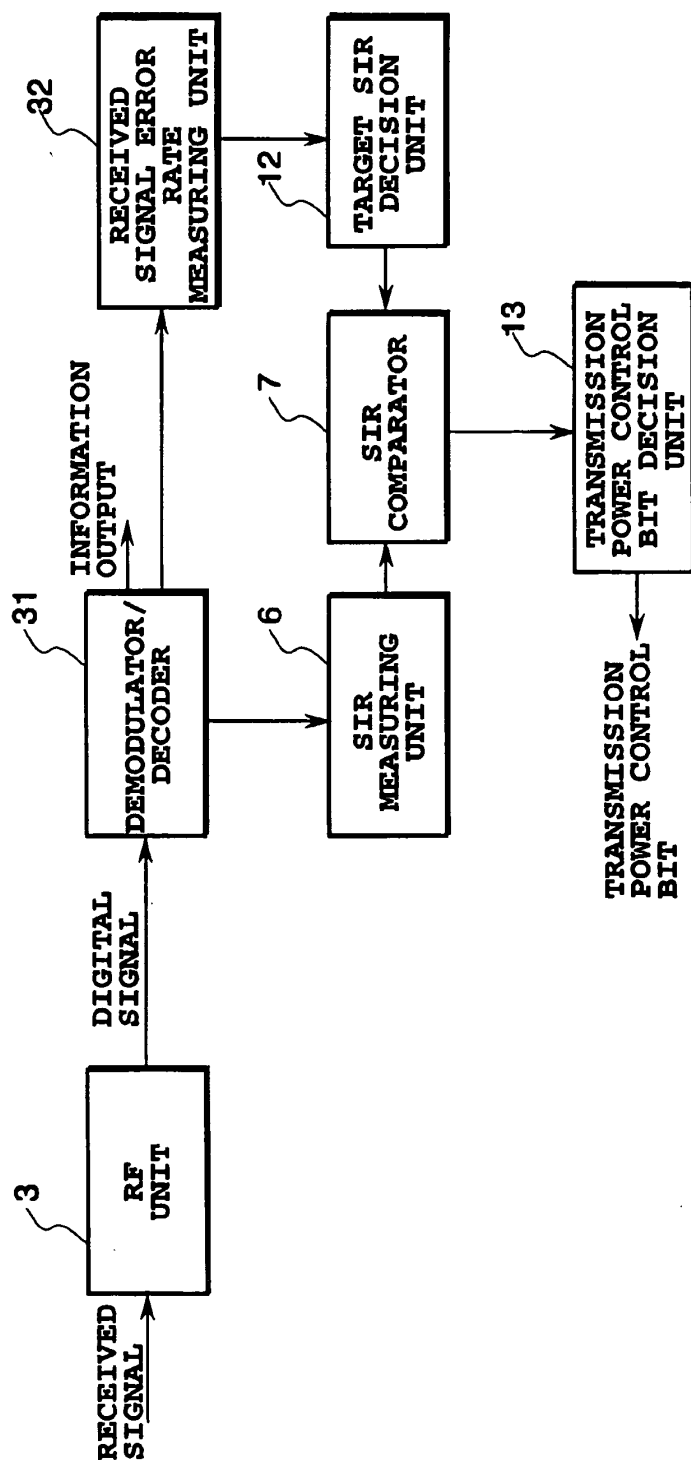 RECEIVED
SIGNAL
3
RF
UNIT
DIGITAL
SIGNAL
31
DEMODULATOR/
DECODER
INFORMATION
OUTPUT
32
RECEIVED
SIGNAL ERROR
RATE
MEASURING UNIT
6
SIR
MEASURING
UNIT
7
SIR
COMPARATOR
12
TARGET SIR
DECISION
UNIT
13
TRANSMISSION
POWER CONTROL
BIT DECISION
UNIT
TRANSMISSION
POWER CONTROL
BIT